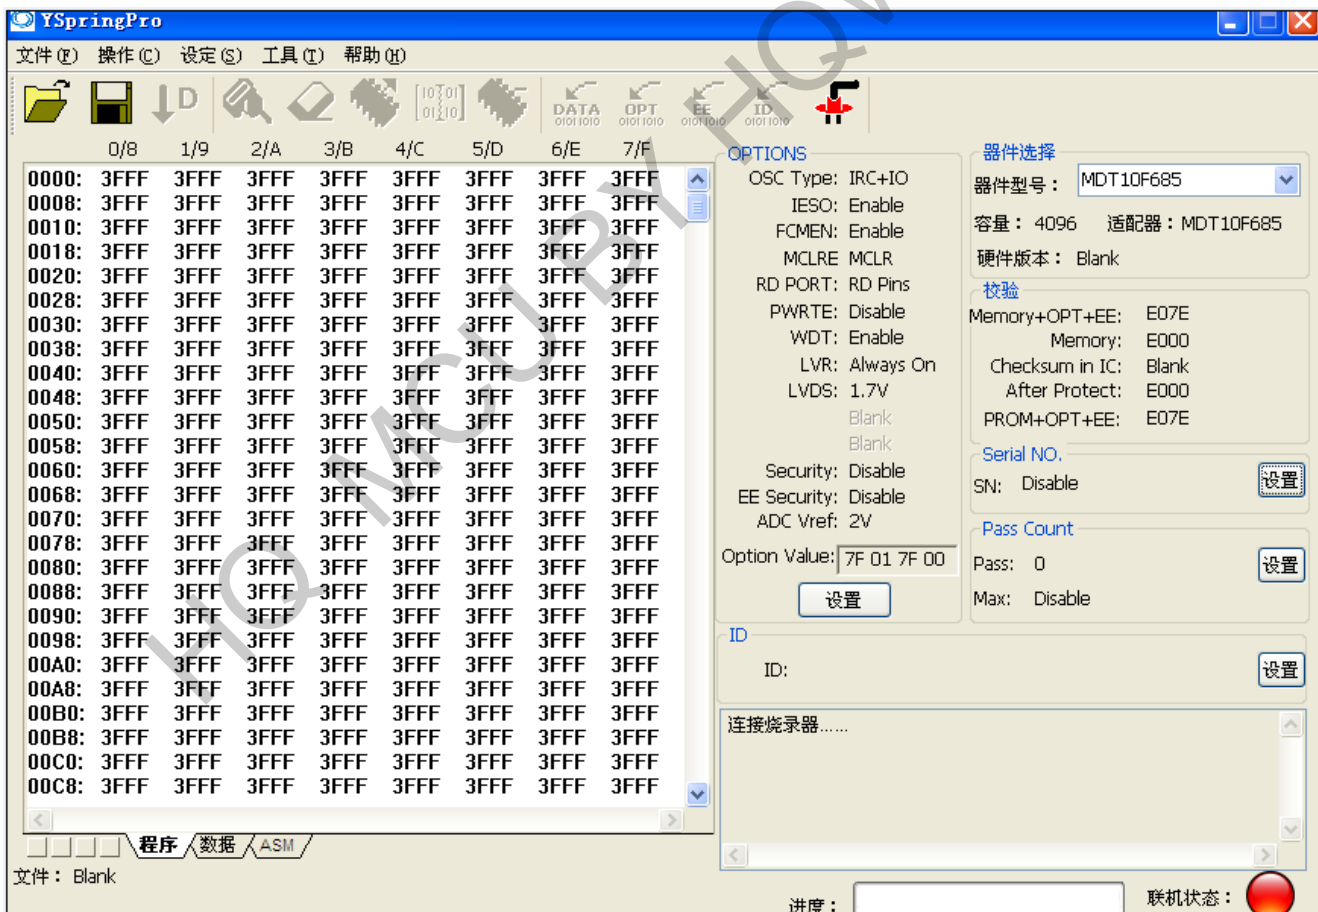 YSpringPro
文件(F) 操作(C) 设定(S) 工具(T) 帮助(H)
D DATA OPT EE ID
0/8 1/9 2/A 3/B 4/C 5/D 6/E 7/F
0000: 3FFF 3FFF 3FFF 3FFF 3FFF 3FFF 3FFF 3FFF
0008: 3FFF 3FFF 3FFF 3FFF 3FFF 3FFF 3FFF 3FFF
0010: 3FFF 3FFF 3FFF 3FFF 3FFF 3FFF 3FFF 3FFF
0018: 3FFF 3FFF 3FFF 3FFF 3FFF 3FFF 3FFF 3FFF
0020: 3FFF 3FFF 3FFF 3FFF 3FFF 3FFF 3FFF 3FFF
0028: 3FFF 3FFF 3FFF 3FFF 3FFF 3FFF 3FFF 3FFF
0030: 3FFF 3FFF 3FFF 3FFF 3FFF 3FFF 3FFF 3FFF
0038: 3FFF 3FFF 3FFF 3FFF 3FFF 3FFF 3FFF 3FFF
0040: 3FFF 3FFF 3FFF 3FFF 3FFF 3FFF 3FFF 3FFF
0048: 3FFF 3FFF 3FFF 3FFF 3FFF 3FFF 3FFF 3FFF
0050: 3FFF 3FFF 3FFF 3FFF 3FFF 3FFF 3FFF 3FFF
0058: 3FFF 3FFF 3FFF 3FFF 3FFF 3FFF 3FFF 3FFF
0060: 3FFF 3FFF 3FFF 3FFF 3FFF 3FFF 3FFF 3FFF
0068: 3FFF 3FFF 3FFF 3FFF 3FFF 3FFF 3FFF 3FFF
0070: 3FFF 3FFF 3FFF 3FFF 3FFF 3FFF 3FFF 3FFF
0078: 3FFF 3FFF 3FFF 3FFF 3FFF 3FFF 3FFF 3FFF
0080: 3FFF 3FFF 3FFF 3FFF 3FFF 3FFF 3FFF 3FFF
0088: 3FFF 3FFF 3FFF 3FFF 3FFF 3FFF 3FFF 3FFF
0090: 3FFF 3FFF 3FFF 3FFF 3FFF 3FFF 3FFF 3FFF
0098: 3FFF 3FFF 3FFF 3FFF 3FFF 3FFF 3FFF 3FFF
00A0: 3FFF 3FFF 3FFF 3FFF 3FFF 3FFF 3FFF 3FFF
00A8: 3FFF 3FFF 3FFF 3FFF 3FFF 3FFF 3FFF 3FFF
00B0: 3FFF 3FFF 3FFF 3FFF 3FFF 3FFF 3FFF 3FFF
00B8: 3FFF 3FFF 3FFF 3FFF 3FFF 3FFF 3FFF 3FFF
00C0: 3FFF 3FFF 3FFF 3FFF 3FFF 3FFF 3FFF 3FFF
00C8: 3FFF 3FFF 3FFF 3FFF 3FFF 3FFF 3FFF 3FFF
程序 数据 ASM
文件： Blank
OPTIONS
OSC Type: IRC+IO
IESO: Enable
FCMEN: Enable
MCLRE MCLR
RD PORT: RD Pins
PWRTE: Disable
WDT: Enable
LVR: Always On
LVDS: 1.7V
Blank
Blank
Security: Disable
EE Security: Disable
ADC Vref: 2V
Option Value: 7F 01 7F 00
设置
器件选择
器件型号： MDT10F685
容量： 4096 适配器：MDT10F685
硬件版本： Blank
校验
Memory+OPT+EE: E07E
Memory: E000
Checksum in IC: Blank
After Protect: E000
PROM+OPT+EE: E07E
Serial NO.
SN: Disable 设置
Pass Count
Pass: 0 设置
Max: Disable
ID
ID: 设置
连接烧录器......
进度： 联机状态：
HQ MCU BY HQ